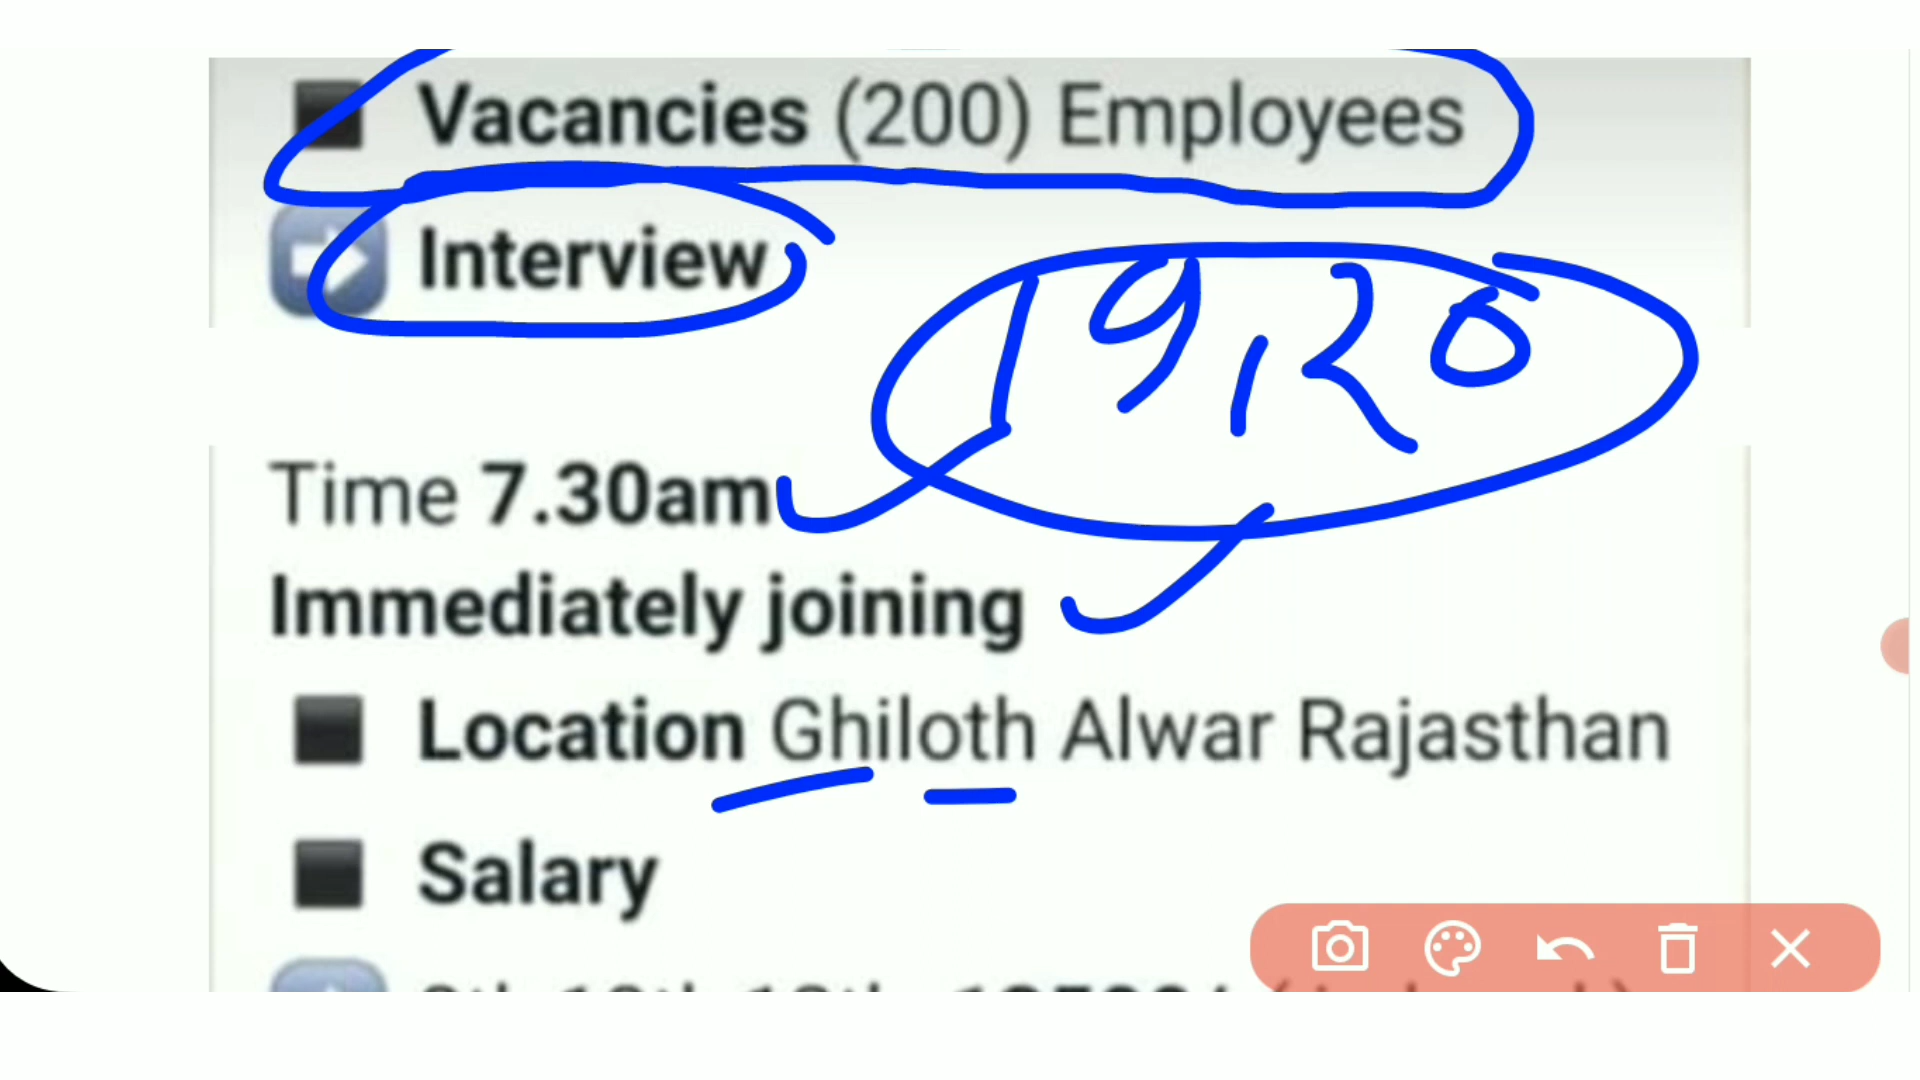 Vacancies (200) Employees
Interview
19,20
Time 7.30am
Immediately joining
Location Ghiloth Alwar Rajasthan
Salary